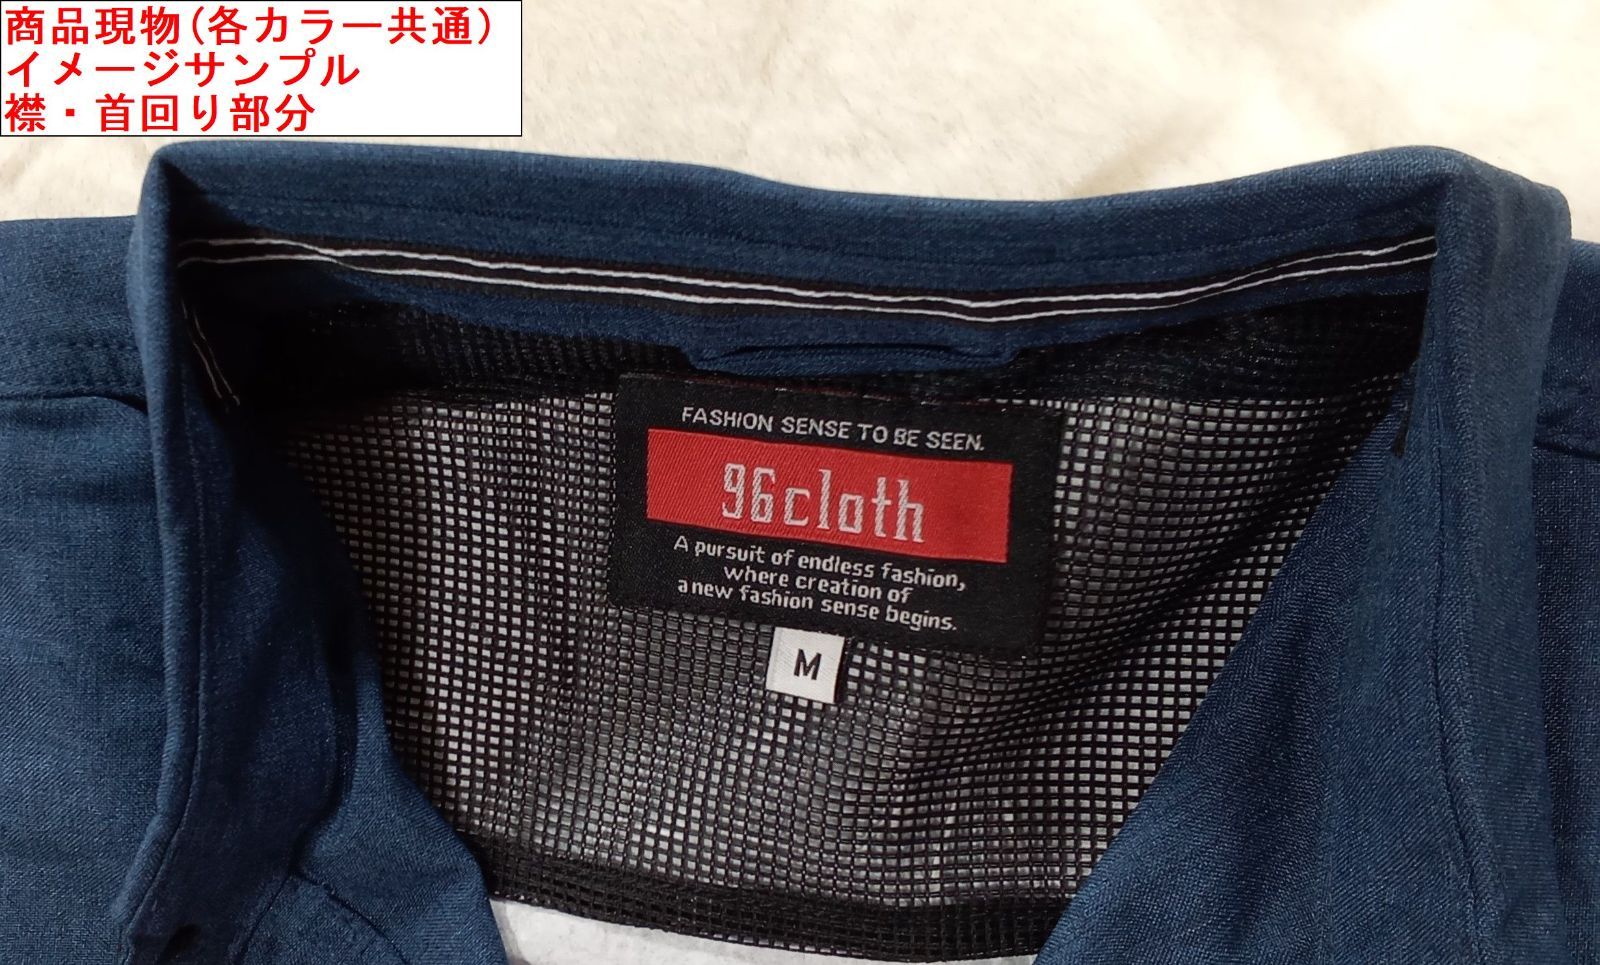 商品現物(各カラー共通)
イメージサンプル
襟・首回り部分
FASHION SENSE TO BE SEEN.
96cloth
A pursuit of endless fashion,
where creation of
a new fashion sense begins.
M